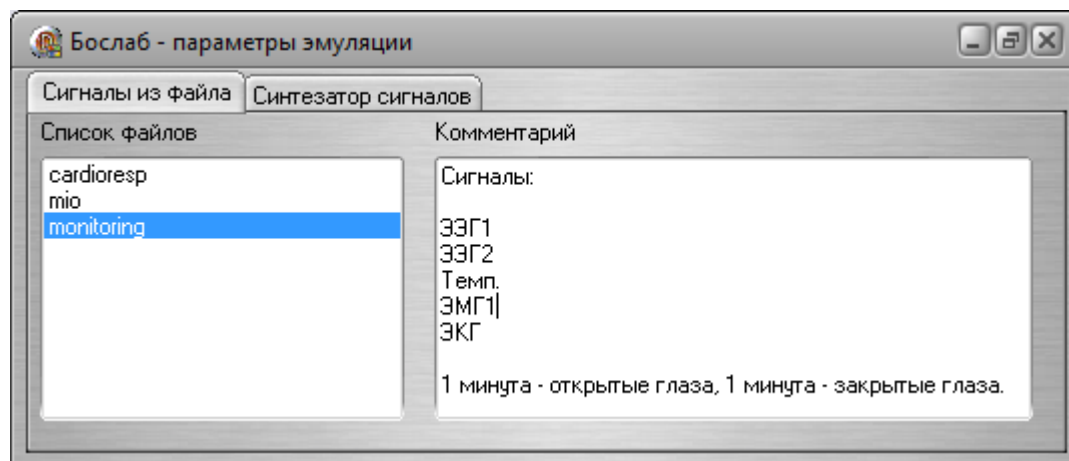 Бослаб - параметры эмуляции
Сигналы из файла
Синтезатор сигналов
Список файлов
cardioresp
mio
monitoring
Комментарий
Сигналы:
ЭЭГ1
ЭЭГ2
Темп.
ЭМГ1
ЭКГ
1 минута - открытые глаза, 1 минута - закрытые глаза.